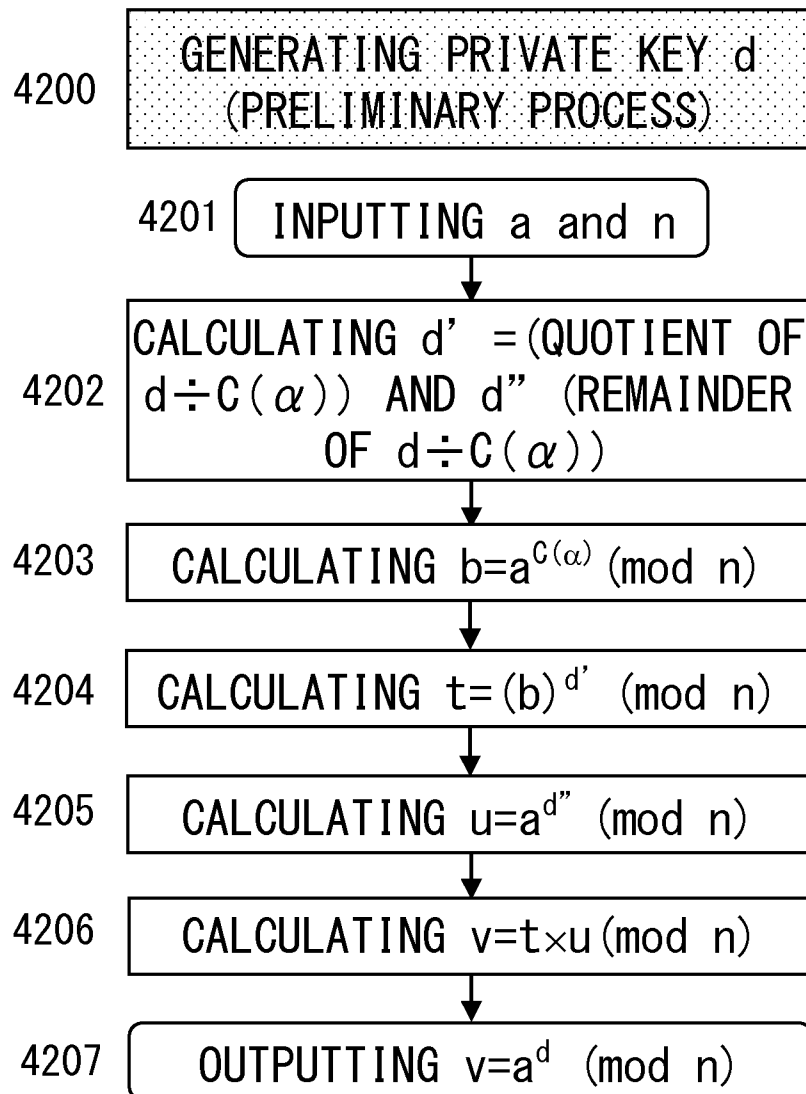 4200
GENERATING PRIVATE KEY d
(PRELIMINARY PROCESS)
4201
INPUTTING a and n
4202
CALCULATING d' =(QUOTIENT OF
d÷C(α)) AND d” (REMAINDER
OF d÷C(α))
4203
CALCULATING b=a^C(α) (mod n)
4204
CALCULATING t=(b)^d' (mod n)
4205
CALCULATING u=a^d” (mod n)
4206
CALCULATING v=t×u(mod n)
4207
OUTPUTTING v=a^d (mod n)